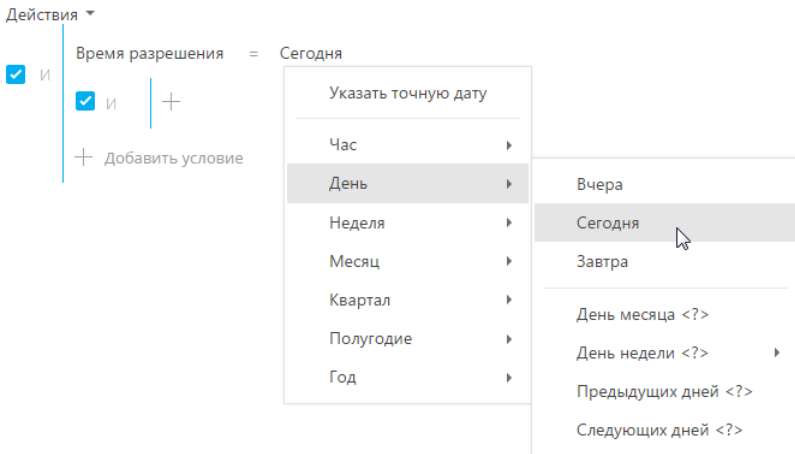 Действия
Время разрешения = Сегодня
И
И
Добавить условие
Указать точную дату
Час
День
Неделя
Месяц
Квартал
Полугодие
Год
Вчера
Сегодня
Завтра
День месяца <?>
День недели <?>
Предыдущих дней <?>
Следующих дней <?>